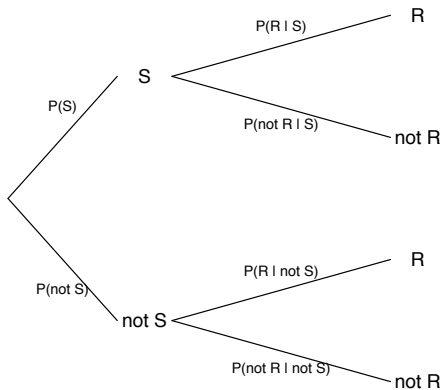 R
P(R | S)
S
P(S)
P(not R | S)
not R
R
P(R | not S)
P(not S)
not S
P(not R | not S)
not R